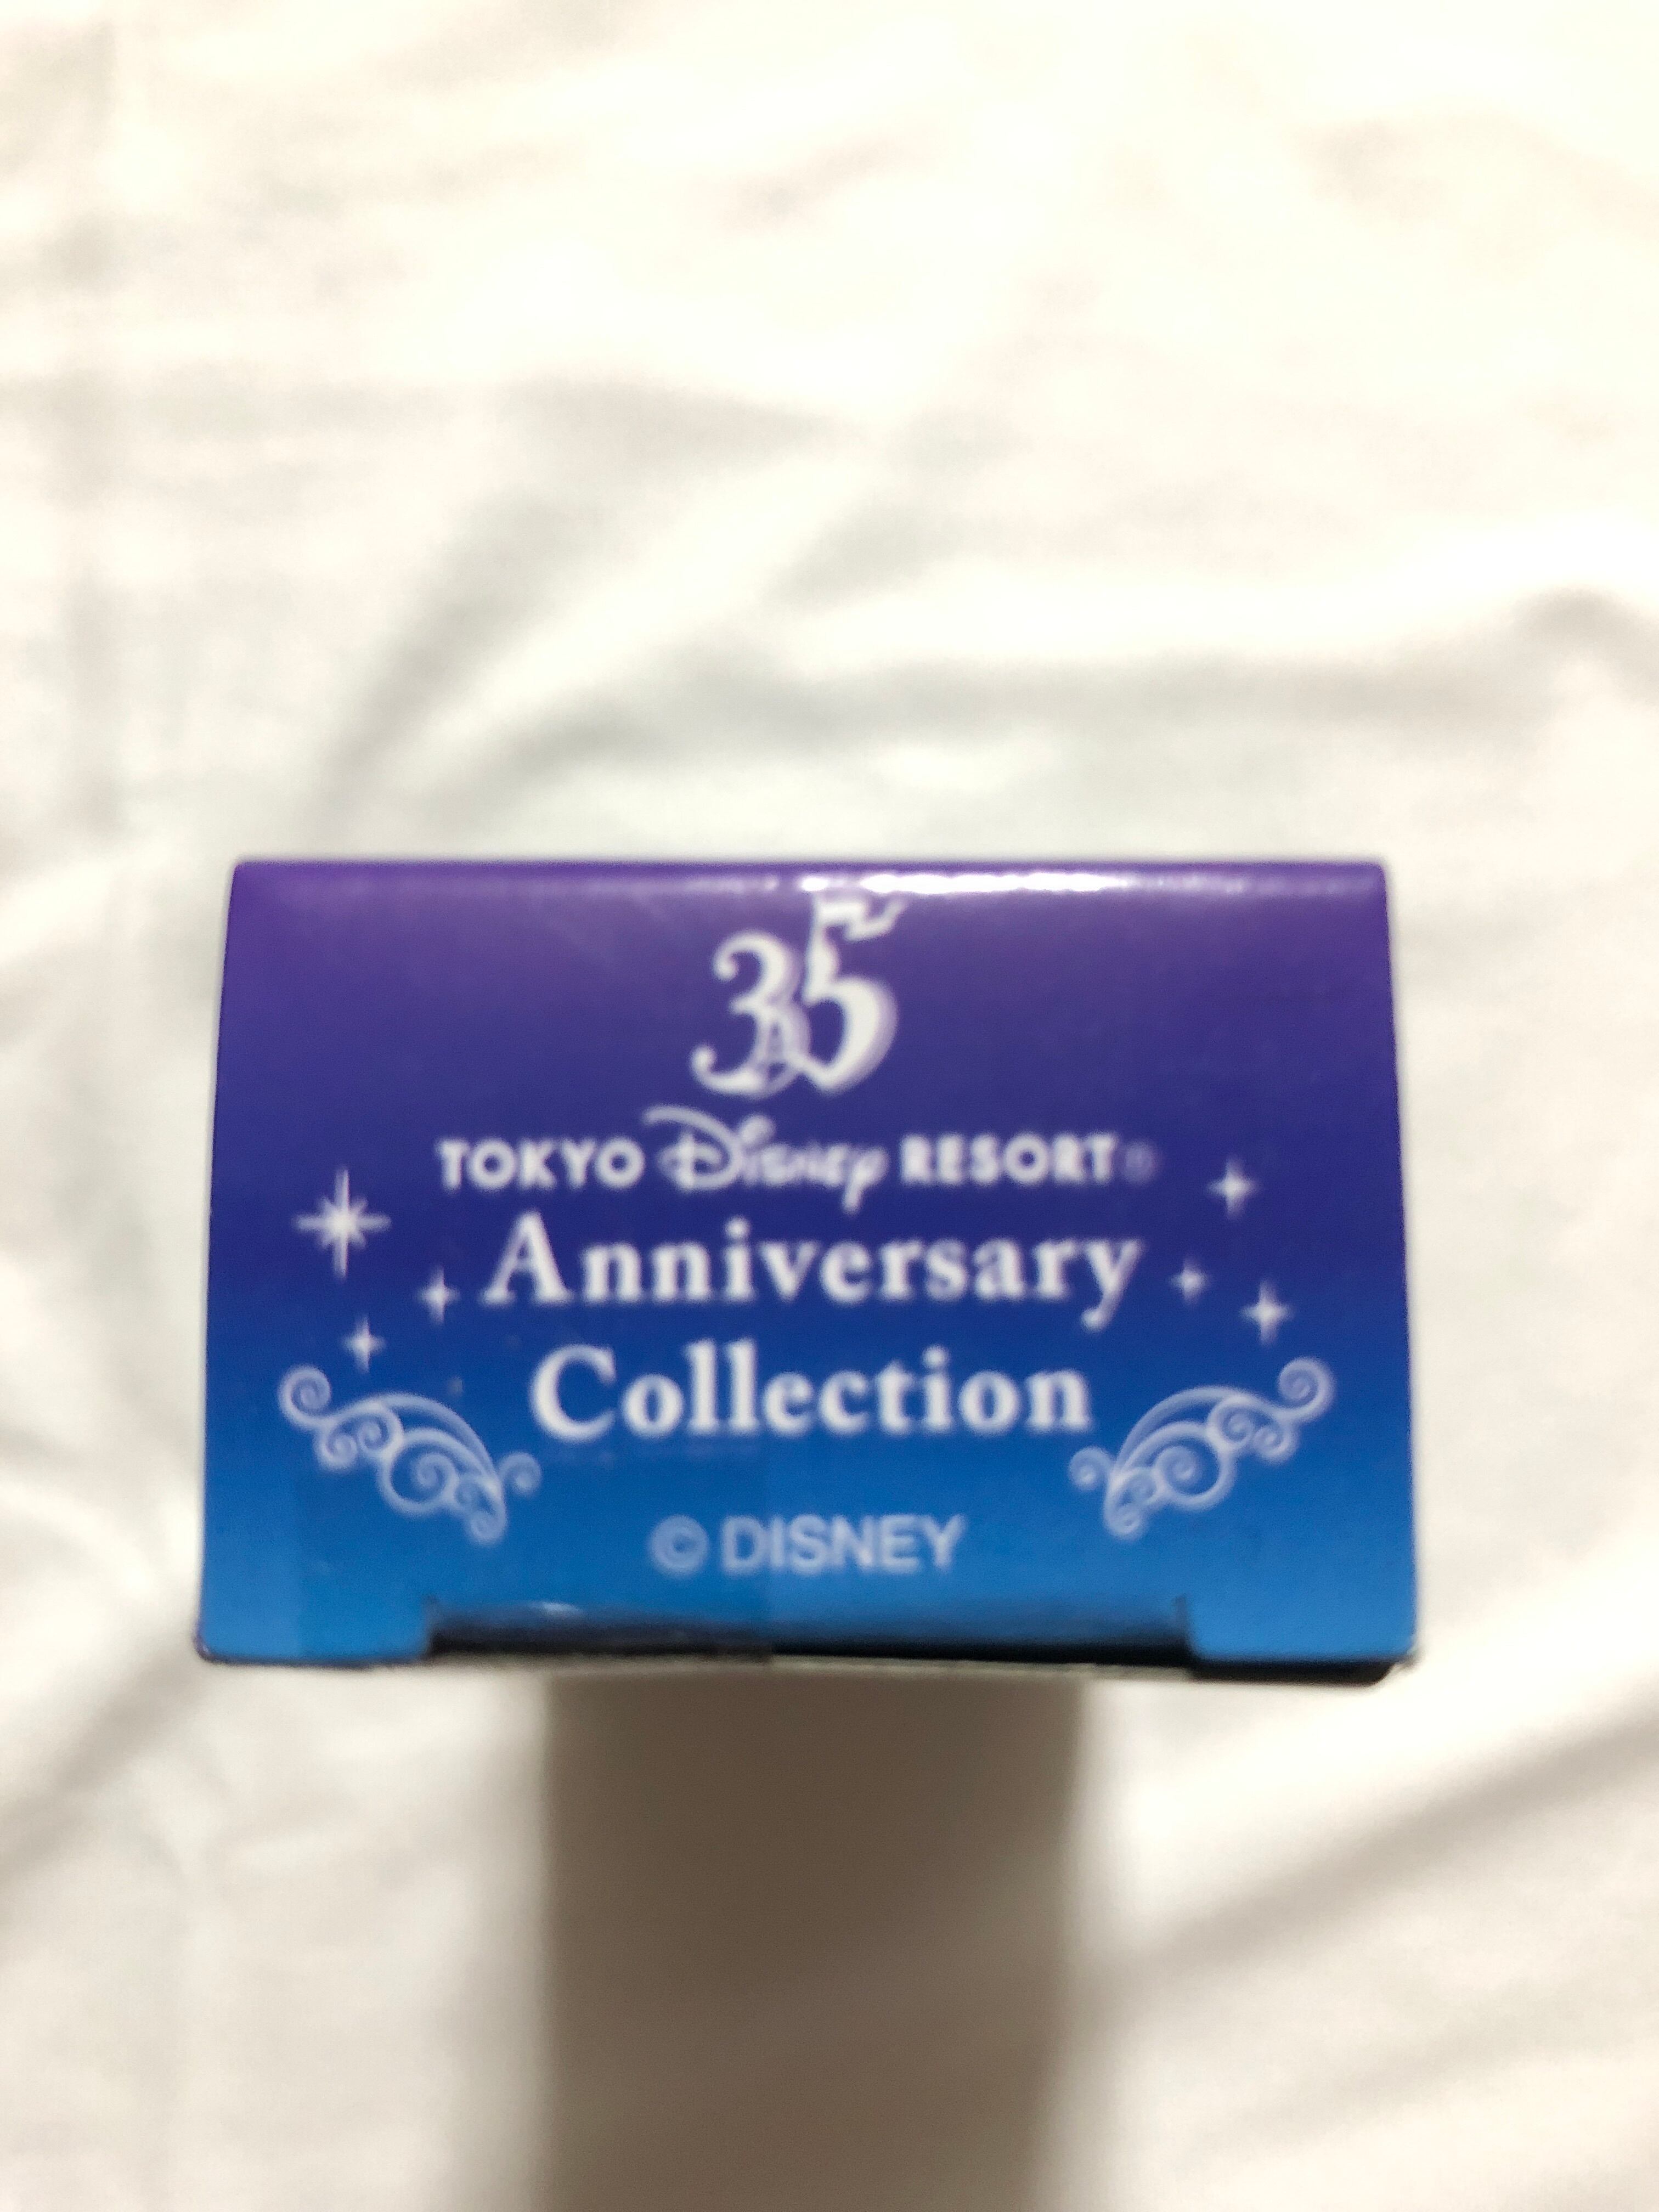 35
TOKYO Disney RESORT®
Anniversary
Collection
© DISNEY